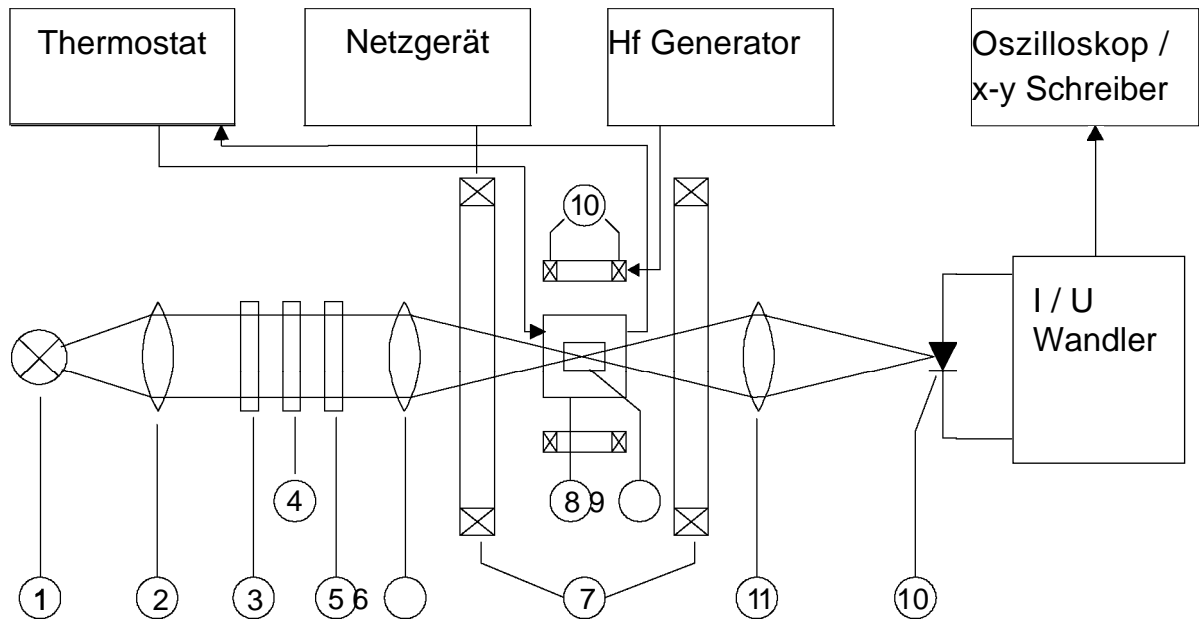 Thermostat
Netzgerät
Hf Generator
Oszilloskop /
x-y Schreiber
10
I / U
Wandler
4
8 9
1
2
3
5 6
7
11
10